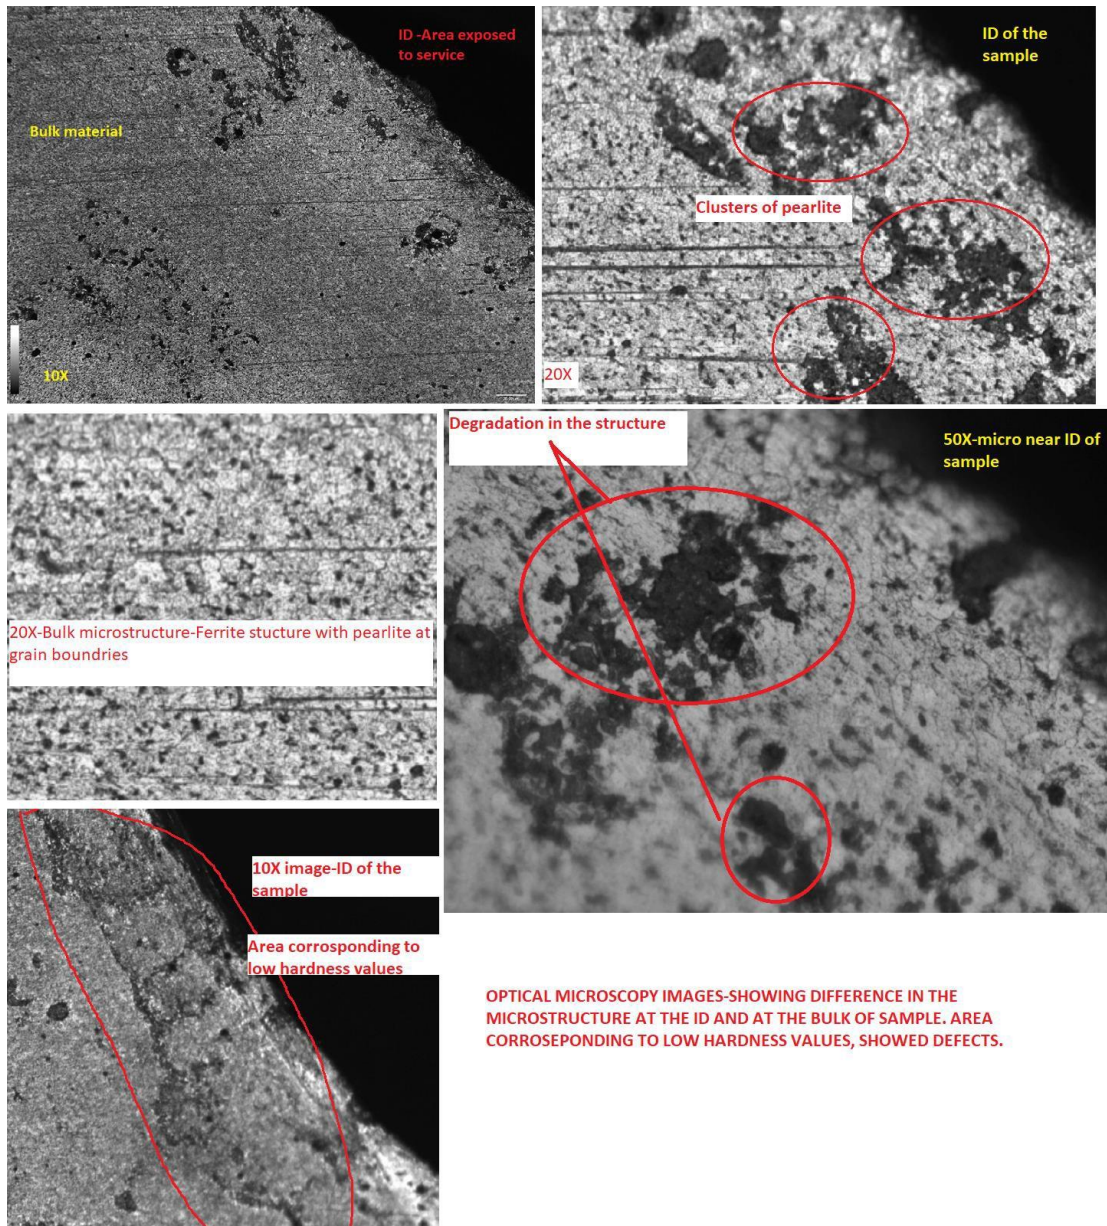 ID -Area exposed
to service
Bulk material
10X
ID of the
sample
Clusters of pearlite
20X
Degradation in the structure
50X-micro near ID of
sample
20X-Bulk microstructure-Ferrite stucture with pearlite at
grain boundries
10X image-ID of the
sample
Area corrosponding to
low hardness values
OPTICAL MICROSCOPY IMAGES-SHOWING DIFFERENCE IN THE
MICROSTRUCTURE AT THE ID AND AT THE BULK OF SAMPLE. AREA
CORROSEPONDING TO LOW HARDNESS VALUES, SHOWED DEFECTS.